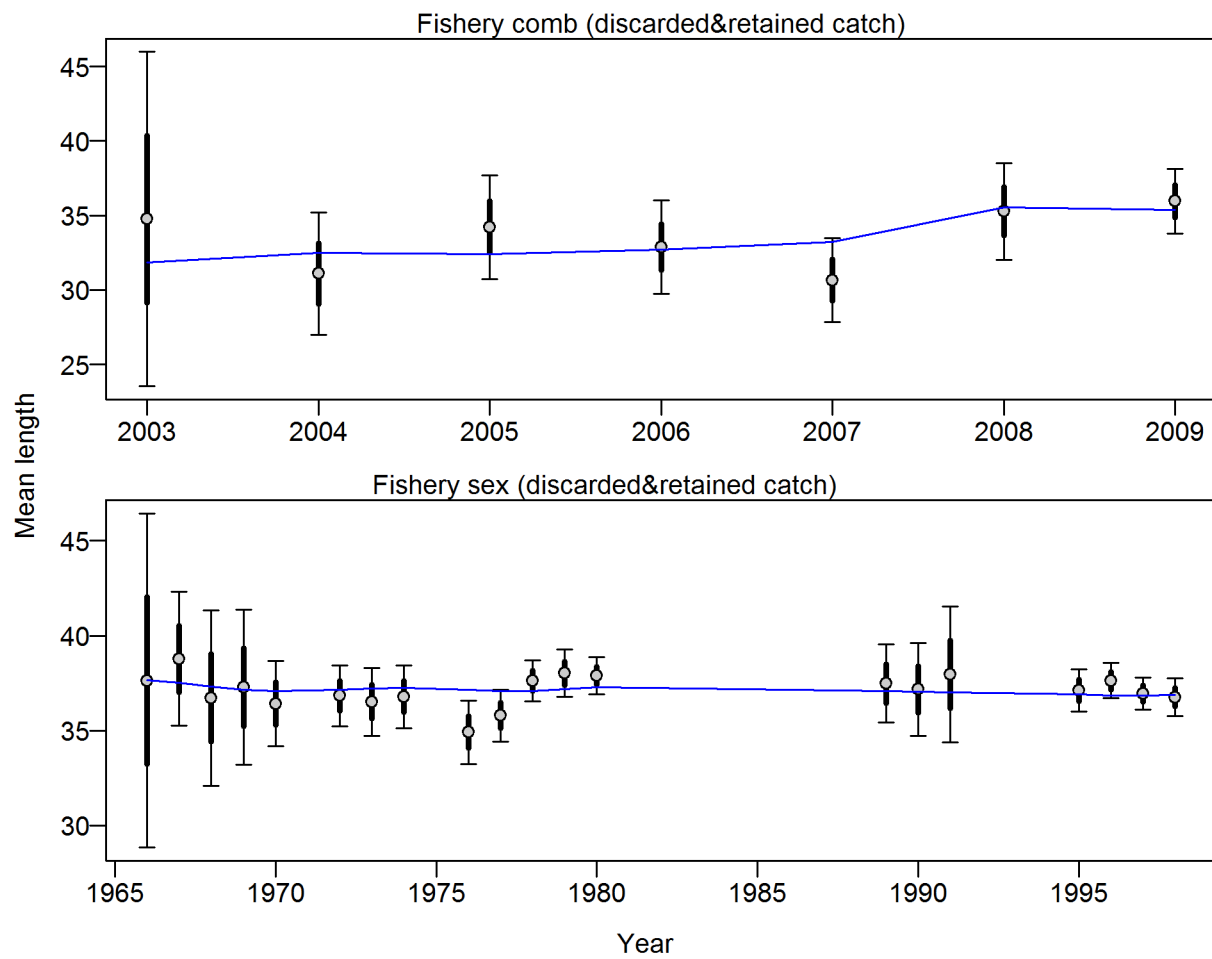 Fishery comb (discarded&retained catch)
45
40
35
30
25
2003 2004 2005 2006 2007 2008 2009
Mean length
Fishery sex (discarded&retained catch)
45
40
35
30
1965 1970 1975 1980 1985 1990 1995
Year